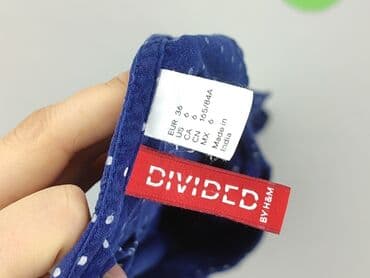 EUR 36
US 6
CA 6
CN 165/84A
MX 6
Made in
India
DIVIDED
BY H&M